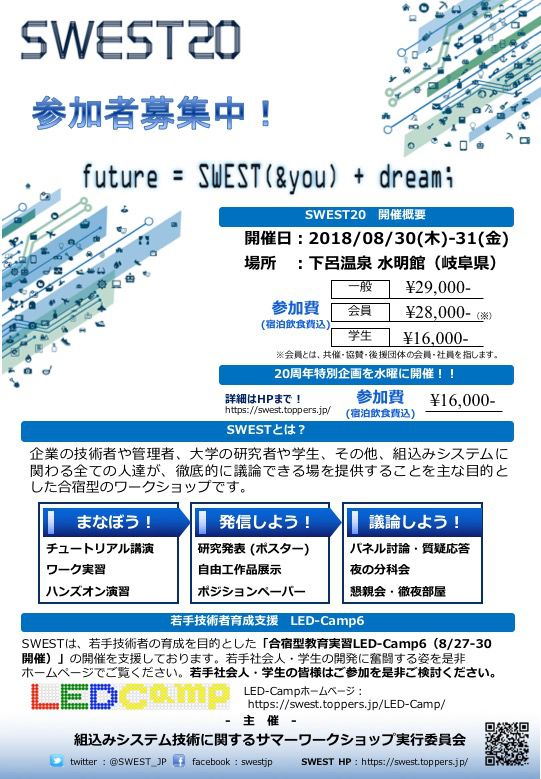 SWEST20
参加者募集中！
future = SWEST(&you) + dream;
SWEST20　開催概要
開催日：2018/08/30(木)-31(金)
場所　：下呂温泉 水明館（岐阜県）
参加費
(宿泊飲食費込)
一般 ¥29,000-
会員 ¥28,000-（※）
学生 ¥16,000-
※会員とは、共催・協賛・後援団体の会員・社員を指します。
20周年特別企画を水曜に開催！！
詳細はHPまで！
https://swest.toppers.jp/
参加費
(宿泊飲食費込)
¥16,000-
SWESTとは？
企業の技術者や管理者、大学の研究者や学生、その他、組込みシステムに
関わる全ての人達が、徹底的に議論できる場を提供することを主な目的と
した合宿型のワークショップです。
まなぼう！
チュートリアル講演
ワーク実習
ハンズオン演習
発信しよう！
研究発表 (ポスター)
自由工作品展示
ポジションペーパー
議論しよう！
パネル討論・質疑応答
夜の分科会
懇親会・徹夜部屋
若手技術者育成支援　LED-Camp6
SWESTは、若手技術者の育成を目的とした「合宿型教育実習LED-Camp6（8/27-30
開催）」の開催を支援しております。若手社会人・学生の開発に奮闘する姿を是非
ホームページでご覧ください。若手社会人・学生の皆様はご参加を是非ご検討ください。
LEDCamp
LED-Campホームページ：
https://swest.toppers.jp/LED-Camp/
- 主 催 -
組込みシステム技術に関するサマーワークショップ実行委員会
twitter : @SWEST_JP facebook : swestjp SWEST HP : https://swest.toppers.jp/